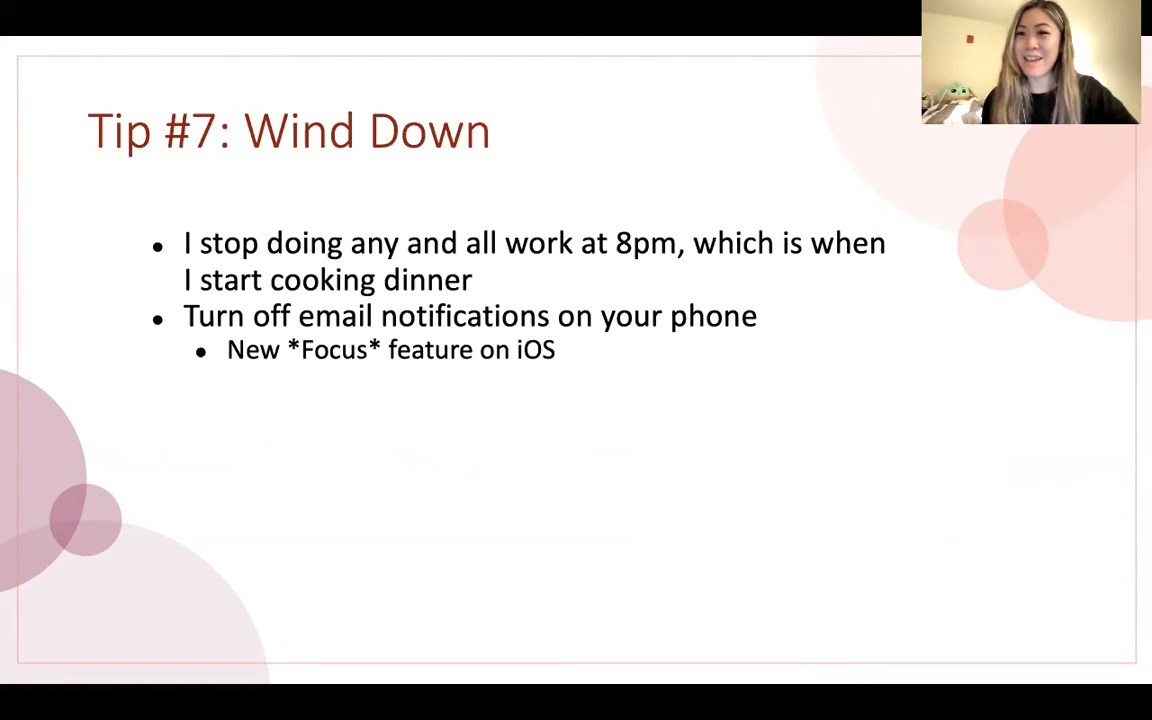 Tip #7: Wind Down
• I stop doing any and all work at 8pm, which is when
I start cooking dinner
• Turn off email notifications on your phone
• New *Focus* feature on iOS